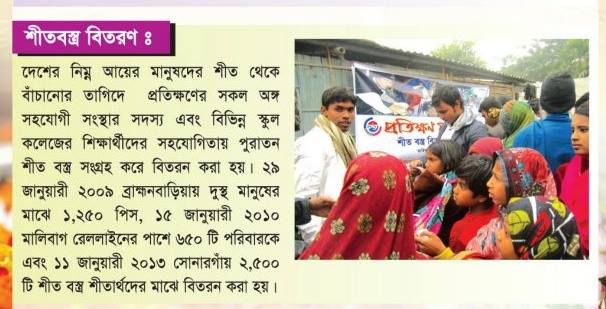 শীতবস্ত্র বিতরণ ঃ
দেশের নিম্ন আয়ের মানুষদের শীত থেকে
বাঁচানোর তাগিদে প্রতিক্ষণের সকল অঙ্গ
সহযোগী সংস্থার সদস্য এবং বিভিন্ন স্কুল
কলেজের শিক্ষার্থীদের সহযোগিতায় পুরাতন
শীত বস্ত্র সংগ্রহ করে বিতরন করা হয়। ২৯
জানুয়ারী ২০০৯ ব্রাহ্মনবাড়িয়ায় দুস্থ মানুষের
মাঝে ১,২৫০ পিস, ১৫ জানুয়ারী ২০১০
মালিবাগ রেললাইনের পাশে ৬৫০ টি পরিবারকে
এবং ১১ জানুয়ারী ২০১৩ সোনারগাঁয় ২,৫০০
টি শীত বস্ত্র শীতার্থদের মাঝে বিতরন করা হয়।
প্রতিক্ষণ
শীত বস্ত্র